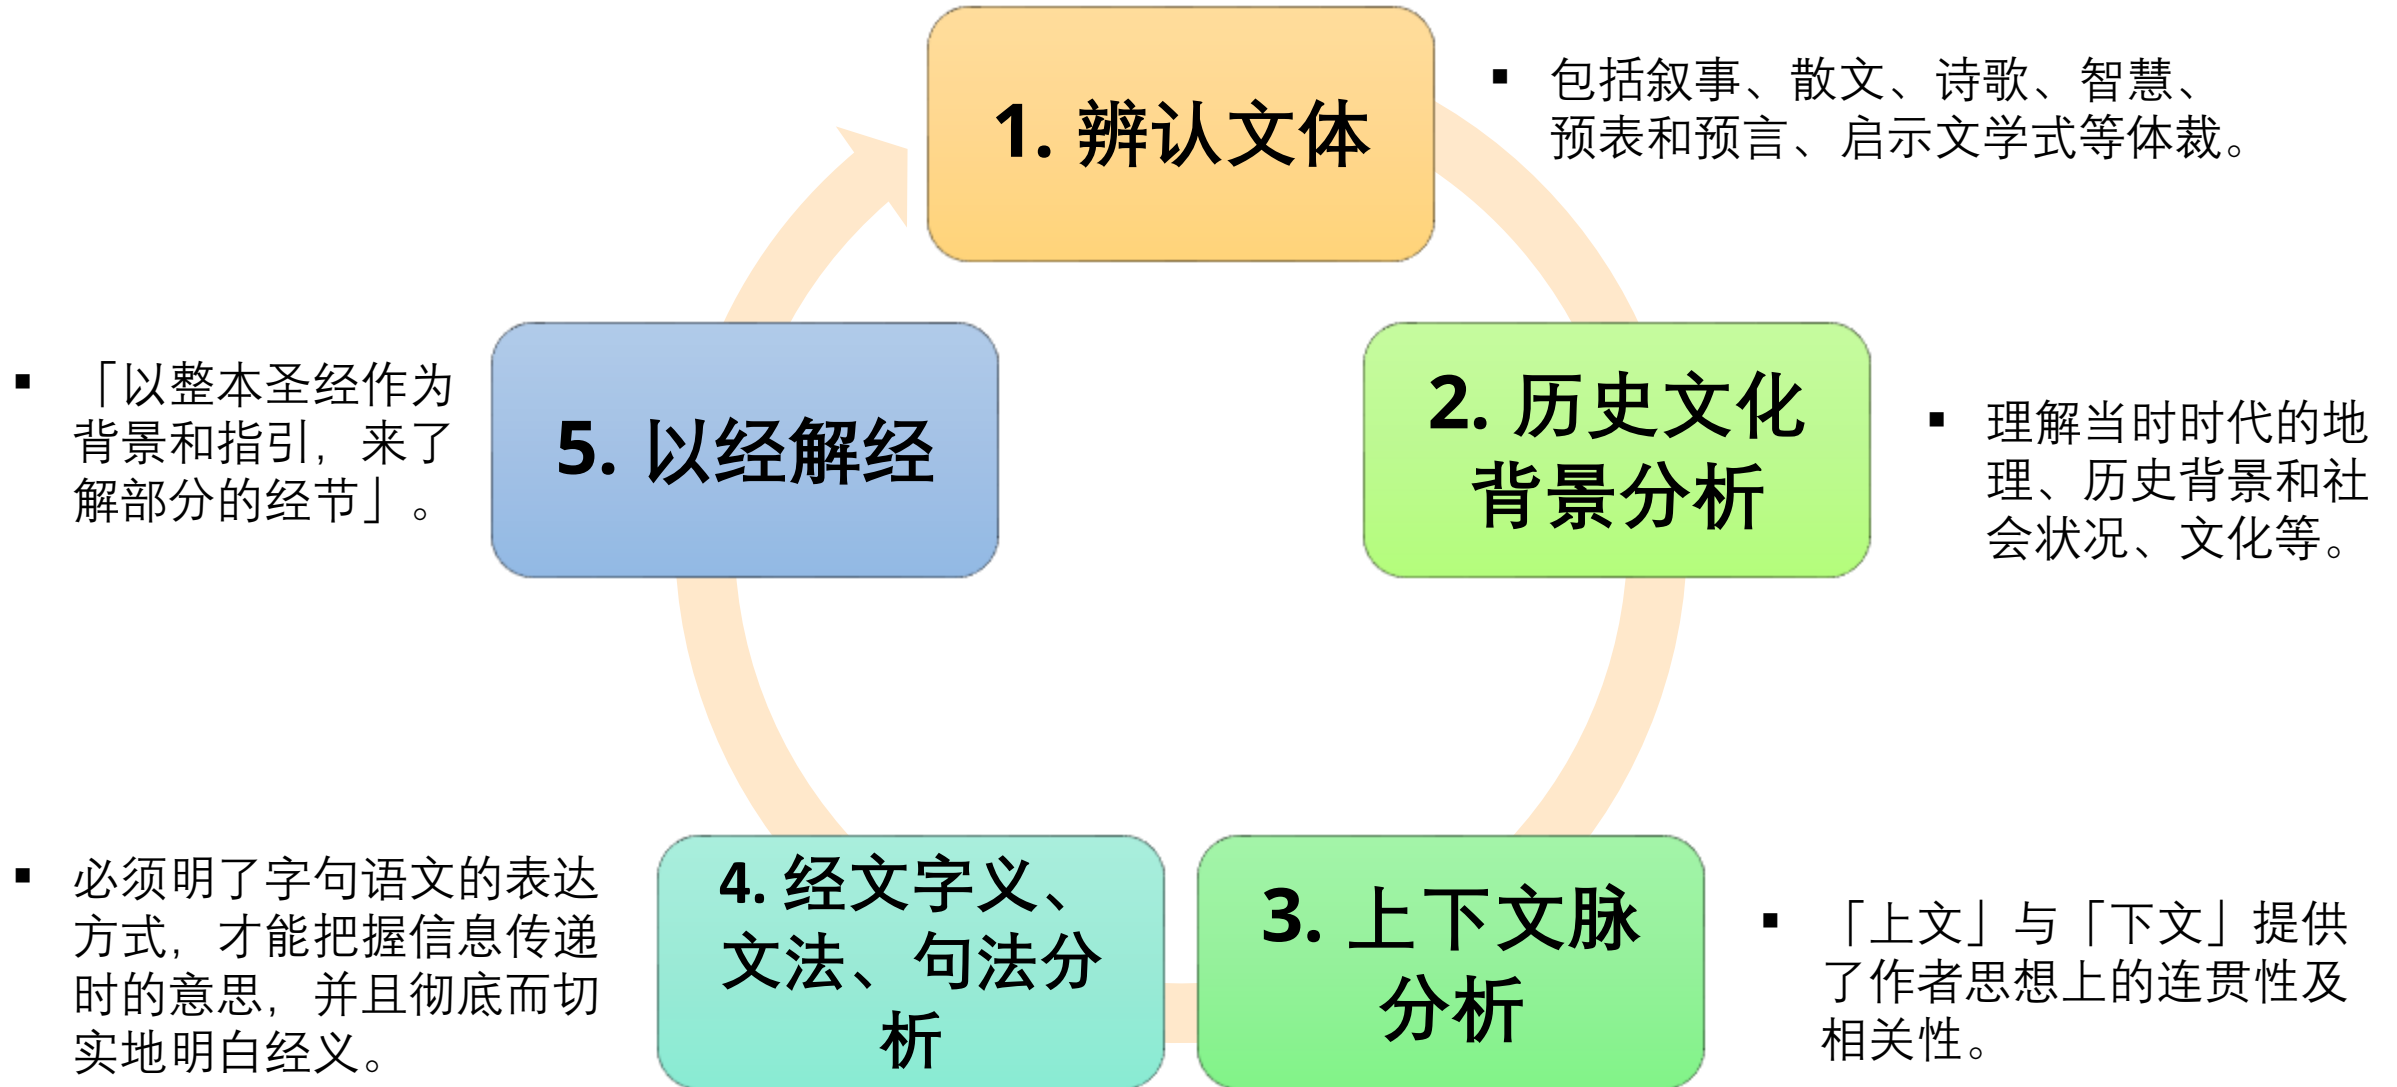 1. 辨认文体
▪ 包括叙事、散文、诗歌、智慧、
预表和预言、启示文学式等体裁。
2. 历史文化
背景分析
▪ 理解当时时代的地
理、历史背景和社
会状况、文化等。
3. 上下文脉
分析
▪ 「上文」与「下文」提供
了作者思想上的连贯性及
相关性。
4. 经文字义、
文法、句法分
析
▪ 必须明了字句语文的表达
方式，才能把握信息传递
时的意思，并且彻底而切
实地明白经义。
5. 以经解经
▪ 「以整本圣经作为
背景和指引，来了
解部分的经节」。